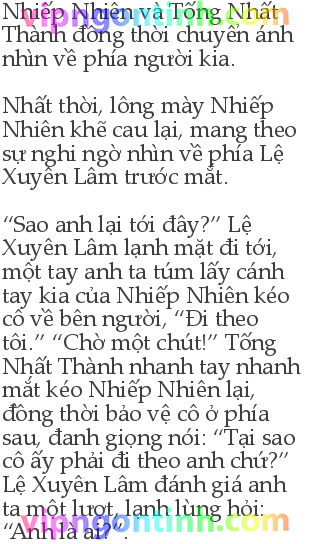 Nhiếp Nhiên và Tống Nhất
Thành đồng thời chuyển ánh
nhìn về phía người kia.
Nhất thời, lông mày Nhiếp
Nhiên khẽ cau lại, mang theo
sự nghi ngờ nhìn về phía Lệ
Xuyên Lâm trước mắt.
“Sao anh lại tới đây?” Lệ
Xuyên Lâm lạnh mặt đi tới,
một tay anh ta túm lấy cánh
tay kia của Nhiếp Nhiên kéo
cô về bên người, “Đi theo
tôi.” “Chờ một chút!” Tống
Nhất Thành nhanh tay nhanh
mắt kéo Nhiếp Nhiên lại,
đồng thời bảo vệ cô ở phía
sau, đanh giọng nói: “Tại sao
cô ấy phải đi theo anh chứ?”
Lệ Xuyên Lâm đánh giá anh
ta một lượt, lạnh lùng hỏi:
“Anh là ai?”.
vipngontinh.com
vipngontinh.com